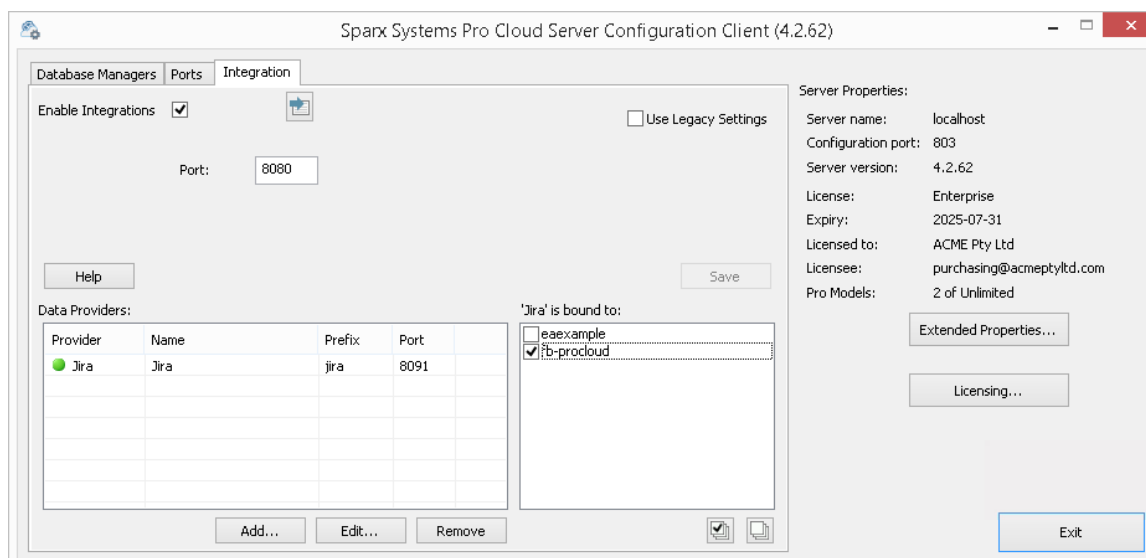 Sparx Systems Pro Cloud Server Configuration Client (4.2.62)
Database Managers Ports Integration
Enable Integrations
Use Legacy Settings
Port: 8080
Help
Save
Data Providers:
Provider Name Prefix Port
Jira Jira jira 8091
Add... Edit... Remove
'Jira' is bound to:
eaexample
fb-procloud
Server Properties:
Server name: localhost
Configuration port: 803
Server version: 4.2.62
License: Enterprise
Expiry: 2025-07-31
Licensed to: ACME Pty Ltd
Licensee: purchasing@acmeptyltd.com
Pro Models: 2 of Unlimited
Extended Properties...
Licensing...
Exit